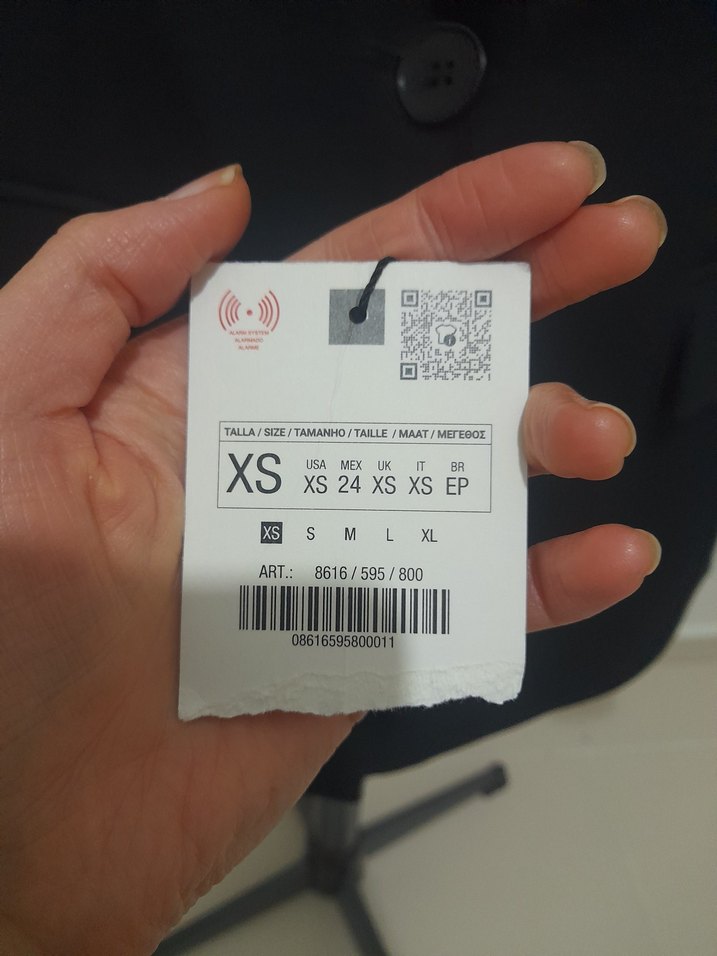 ALARM SYSTEM
ALARMADO
ALARME
TALLA / SIZE / TAMANHO / TAILLE / MAAT / ΜΕΓΕΘΟΣ
XS
USA MEX UK IT BR
XS 24 XS XS EP
XS S M L XL
ART.: 8616 / 595 / 800
08616595800011